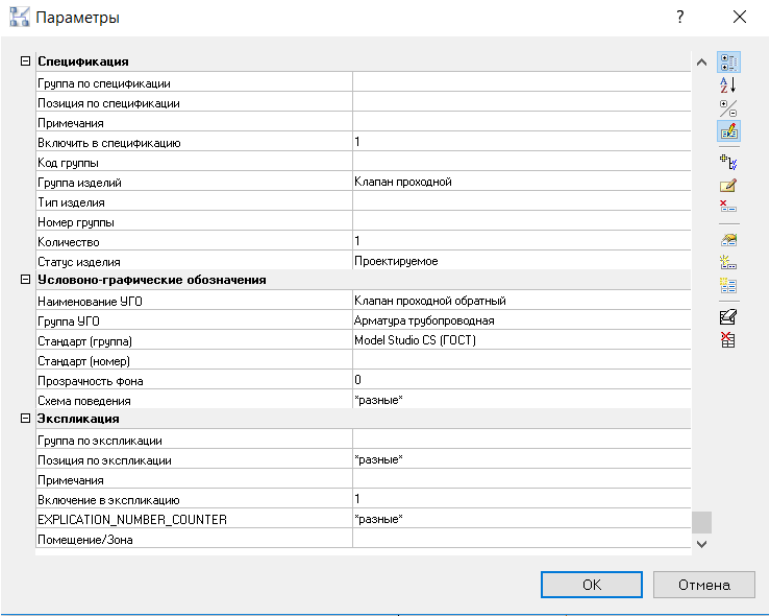 Параметры ? ×
Спецификация
Группа по спецификации
Позиция по спецификации
Примечания
Включить в спецификацию 1
Код группы
Группа изделий Клапан проходной
Тип изделия
Номер группы
Количество 1
Статус изделия Проектируемое
Условоно-графические обозначения
Наименование УГО Клапан проходной обратный
Группа УГО Арматура трубопроводная
Стандарт (группа) Model Studio CS (ГОСТ)
Стандарт (номер)
Прозрачность фона 0
Схема поведения *разные*
Экспликация
Группа по экспликации
Позиция по экспликации *разные*
Примечания
Включение в экспликацию 1
EXPLICATION_NUMBER_COUNTER *разные*
Помещение/Зона
OK Отмена